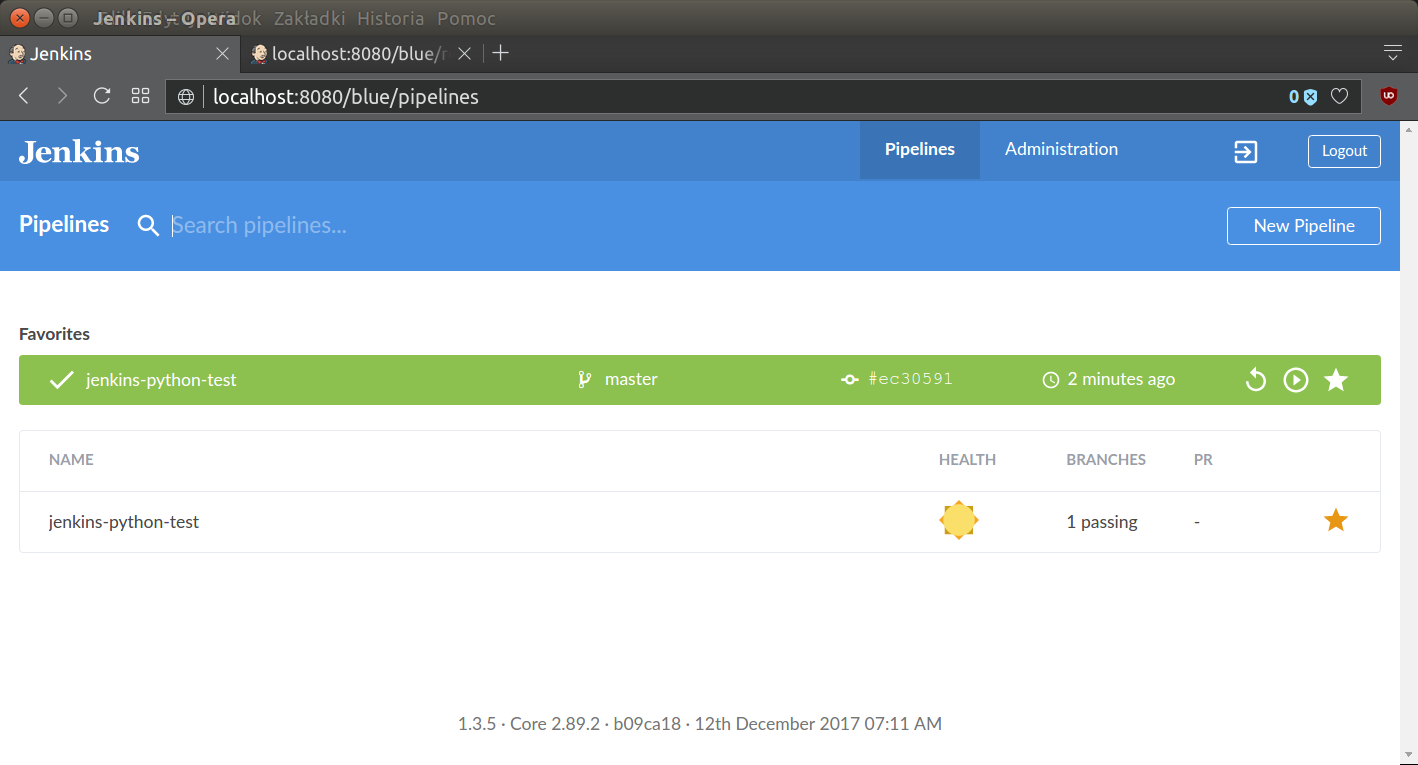 Jenkins – Opera Zakładki Historia Pomoc
Jenkins localhost:8080/blue/
localhost:8080/blue/pipelines 0
Jenkins Pipelines Administration Logout
Pipelines Search pipelines... New Pipeline
Favorites
jenkins-python-test master #ec30591 2 minutes ago
NAME HEALTH BRANCHES PR
jenkins-python-test 1 passing -
1.3.5 · Core 2.89.2 · b09ca18 · 12th December 2017 07:11 AM